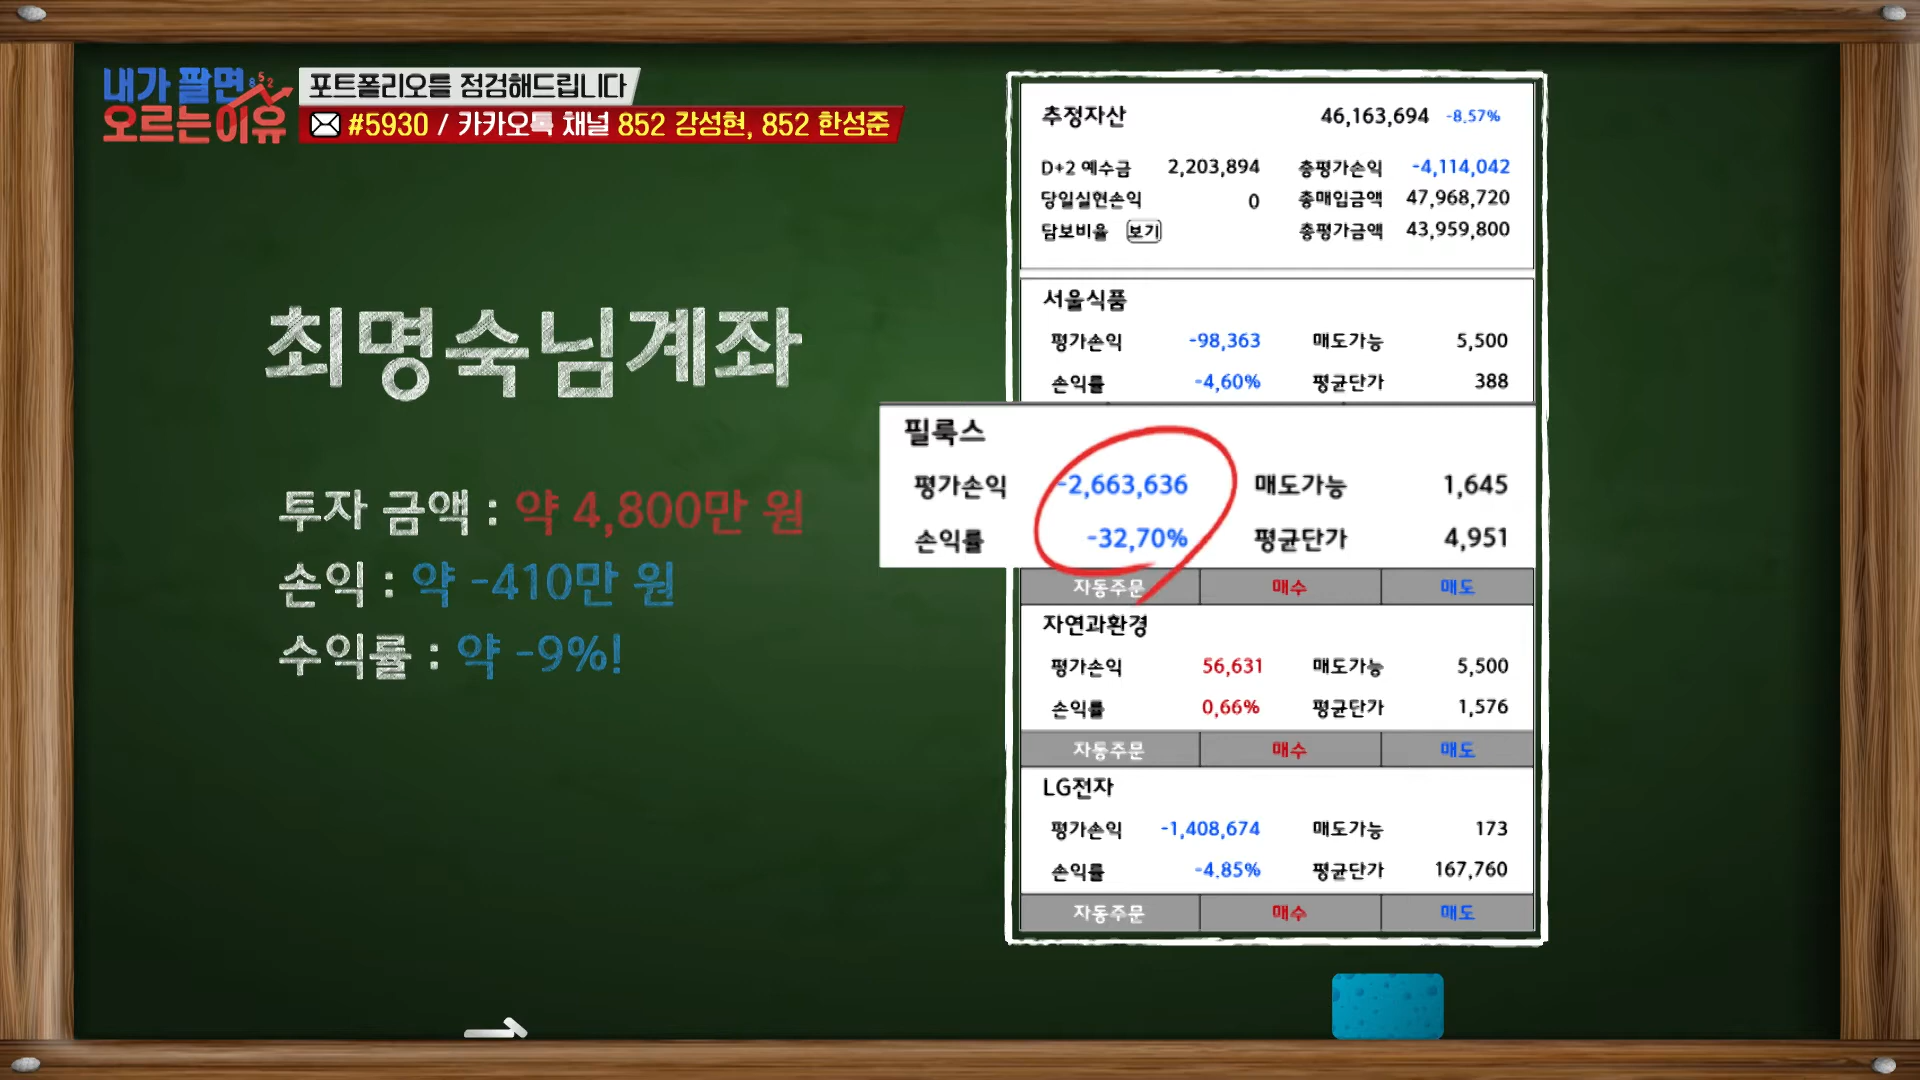 내가 팔면 852
오르는 이유
포트폴리오를 점검해드립니다
#5930 / 카카오톡 채널 852 강성현, 852 한성준
최명숙님계좌
투자 금액 : 약 4,800만 원
손익 : 약 -410만 원
수익률 : 약 -9%!
추정자산 46,163,694 -8.57%
D+2 예수금 2,203,894 총평가손익 -4,114,042
당일실현손익 0 총매입금액 47,968,720
담보비율 보기 총평가금액 43,959,800
서울식품
평가손익 -98,363 매도가능 5,500
손익률 -4,60% 평균단가 388
필룩스
평가손익 -2,663,636 매도가능 1,645
손익률 -32,70% 평균단가 4,951
자동주문 매수 매도
자연과환경
평가손익 56,631 매도가능 5,500
손익률 0,66% 평균단가 1,576
자동주문 매수 매도
LG전자
평가손익 -1,408,674 매도가능 173
손익률 -4.85% 평균단가 167,760
자동주문 매수 매도